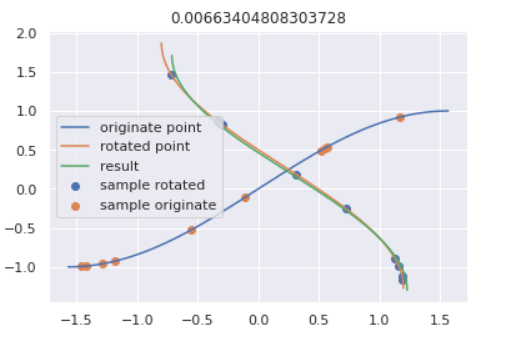 0.00663404808303728
2.0
1.5
1.0
0.5
0.0
−0.5
−1.0
originate point
rotated point
result
sample rotated
sample originate
−1.5 −1.0 −0.5 0.0 0.5 1.0 1.5